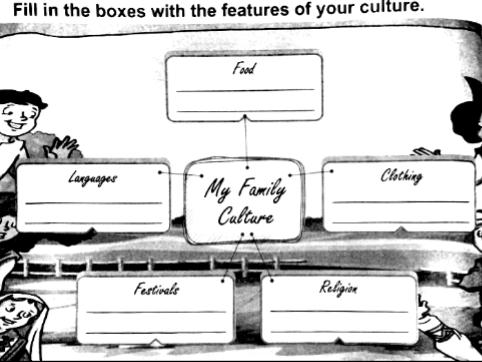 Fill in the boxes with the features of your culture.
Food
Languages
My Family
Culture
Clothing
Festivals
Religion